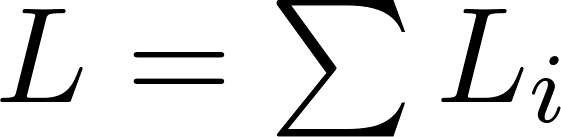 L = ∑ L_i